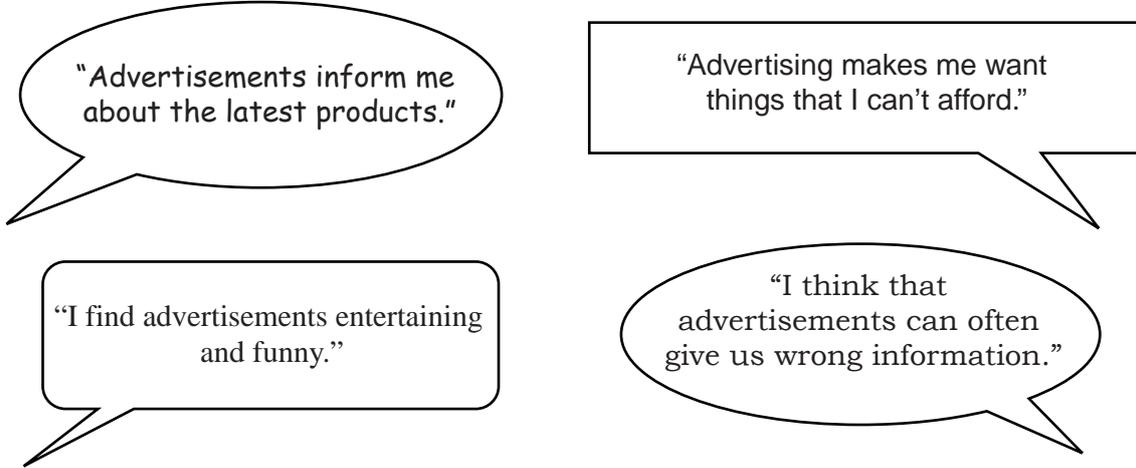 “Advertisements inform me
about the latest products.”
“Advertising makes me want
things that I can’t afford.”
“I find advertisements entertaining
and funny.”
“I think that
advertisements can often
give us wrong information.”